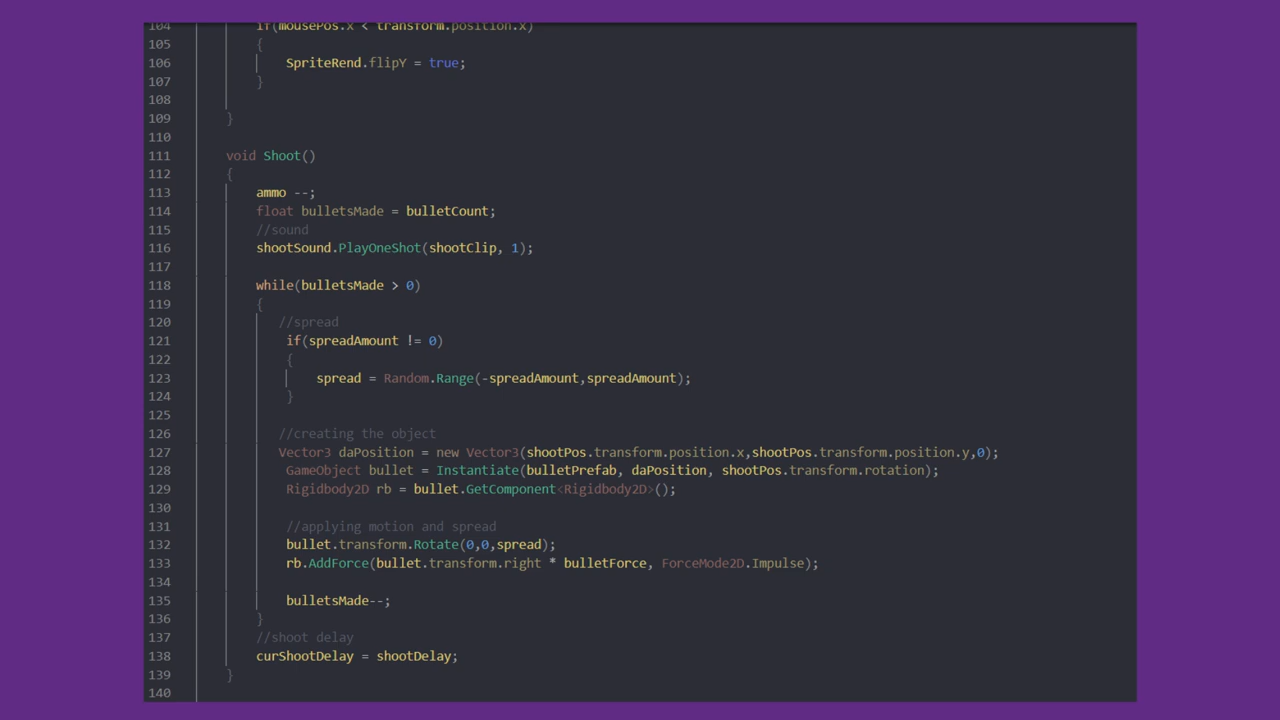 104 if(mousePos.x < transform.position.x)
105 {
106 SpriteRend.flipY = true;
107 }
108
109 }
110
111 void Shoot()
112 {
113 ammo --;
114 float bulletsMade = bulletCount;
115 //sound
116 shootSound.PlayOneShot(shootClip, 1);
117
118 while(bulletsMade > 0)
119 {
120 //spread
121 if(spreadAmount != 0)
122 {
123 spread = Random.Range(-spreadAmount,spreadAmount);
124 }
125
126 //creating the object
127 Vector3 daPosition = new Vector3(shootPos.transform.position.x,shootPos.transform.position.y,0);
128 GameObject bullet = Instantiate(bulletPrefab, daPosition, shootPos.transform.rotation);
129 Rigidbody2D rb = bullet.GetComponent<Rigidbody2D>();
130
131 //applying motion and spread
132 bullet.transform.Rotate(0,0,spread);
133 rb.AddForce(bullet.transform.right * bulletForce, ForceMode2D.Impulse);
134
135 bulletsMade--;
136 }
137 //shoot delay
138 curShootDelay = shootDelay;
139 }
140